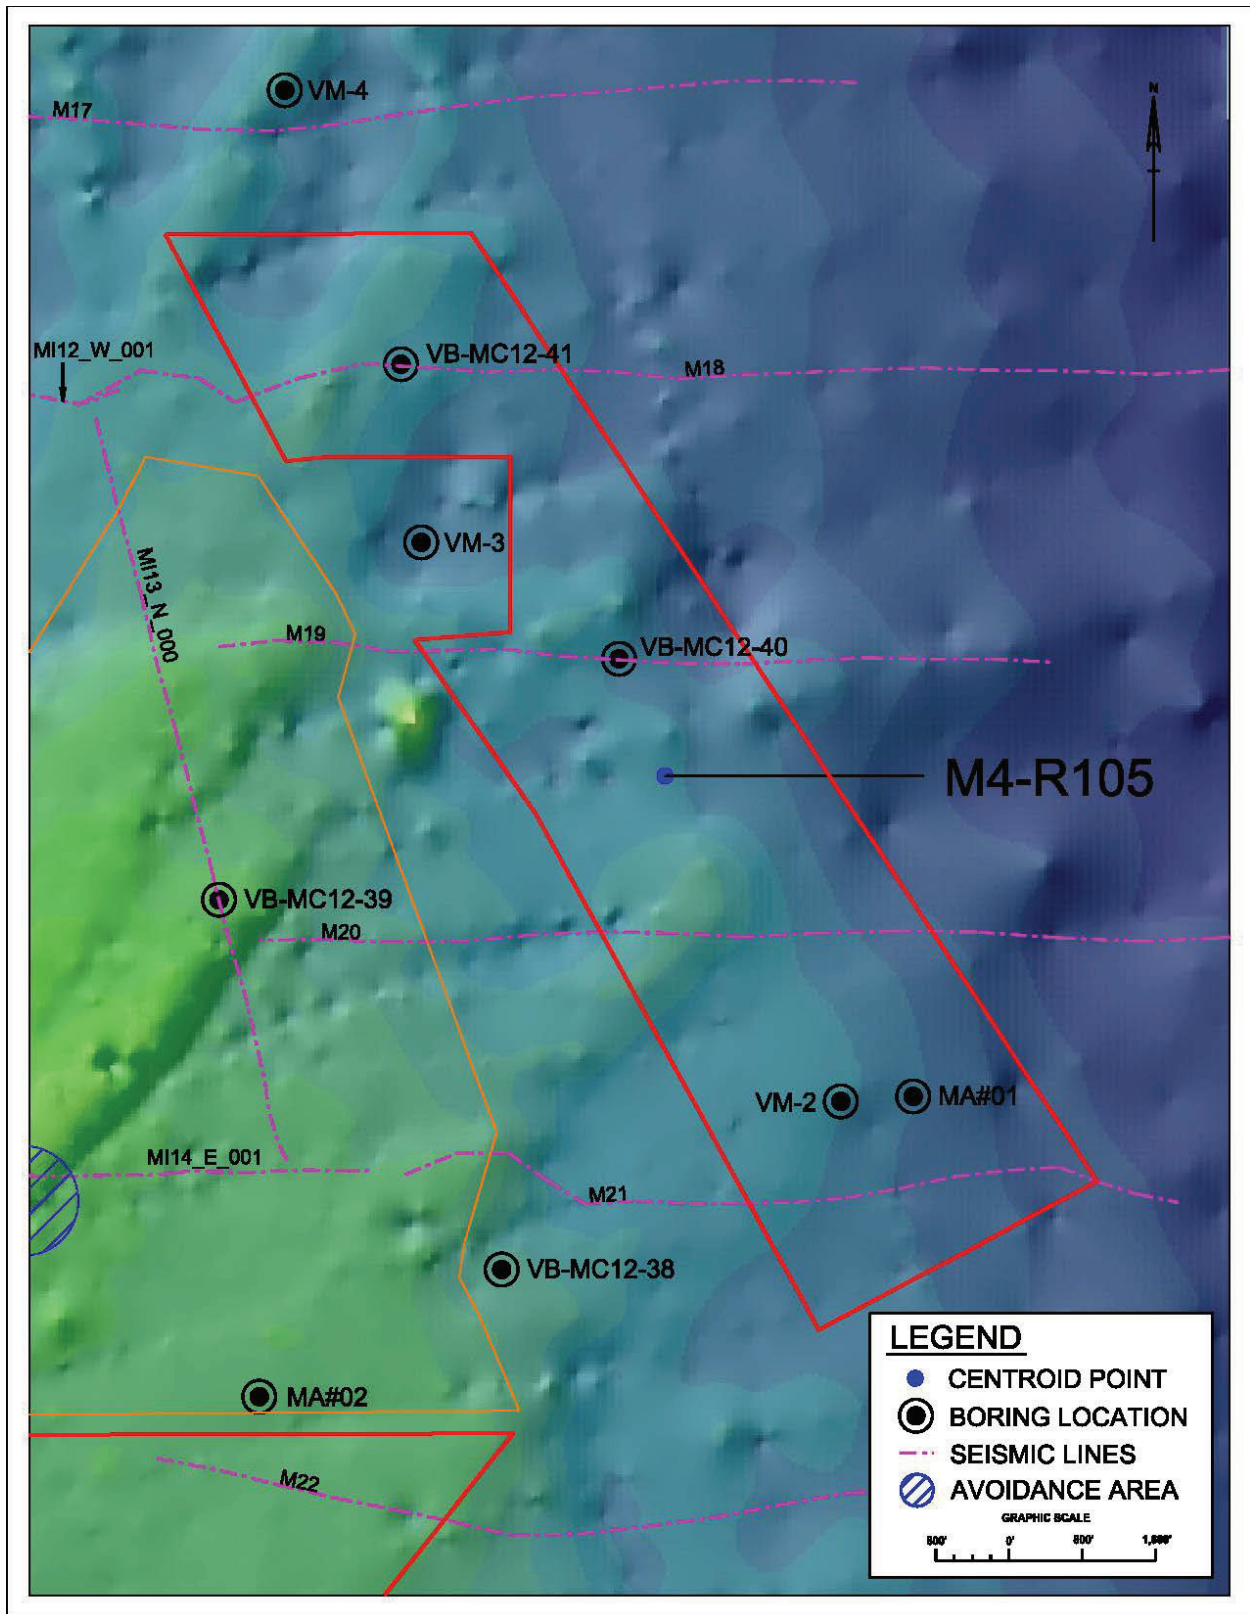 VM-4
M17
N
VB-MC12-41
MI12_W_001
M18
VM-3
MI13_N_000
M19
VB-MC12-40
M4-R105
VB-MC12-39
M20
VM-2
MA#01
MI14_E_001
M21
VB-MC12-38
MA#02
M22
LEGEND
CENTROID POINT
BORING LOCATION
SEISMIC LINES
AVOIDANCE AREA
GRAPHIC SCALE
0'